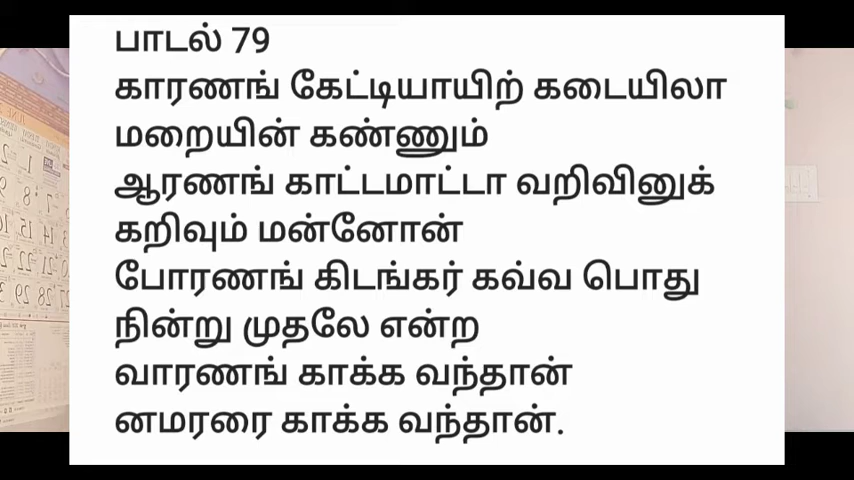 பாடல் 79
காரணங் கேட்டியாயிற் கடையிலா
மறையின் கண்ணும்
ஆரணங் காட்டமாட்டா வறிவினுக்
கறிவும் மன்னோன்
போரணங் கிடங்கர் கவ்வ பொது
நின்று முதலே என்ற
வாரணங் காக்க வந்தான்
னமரரை காக்க வந்தான்.